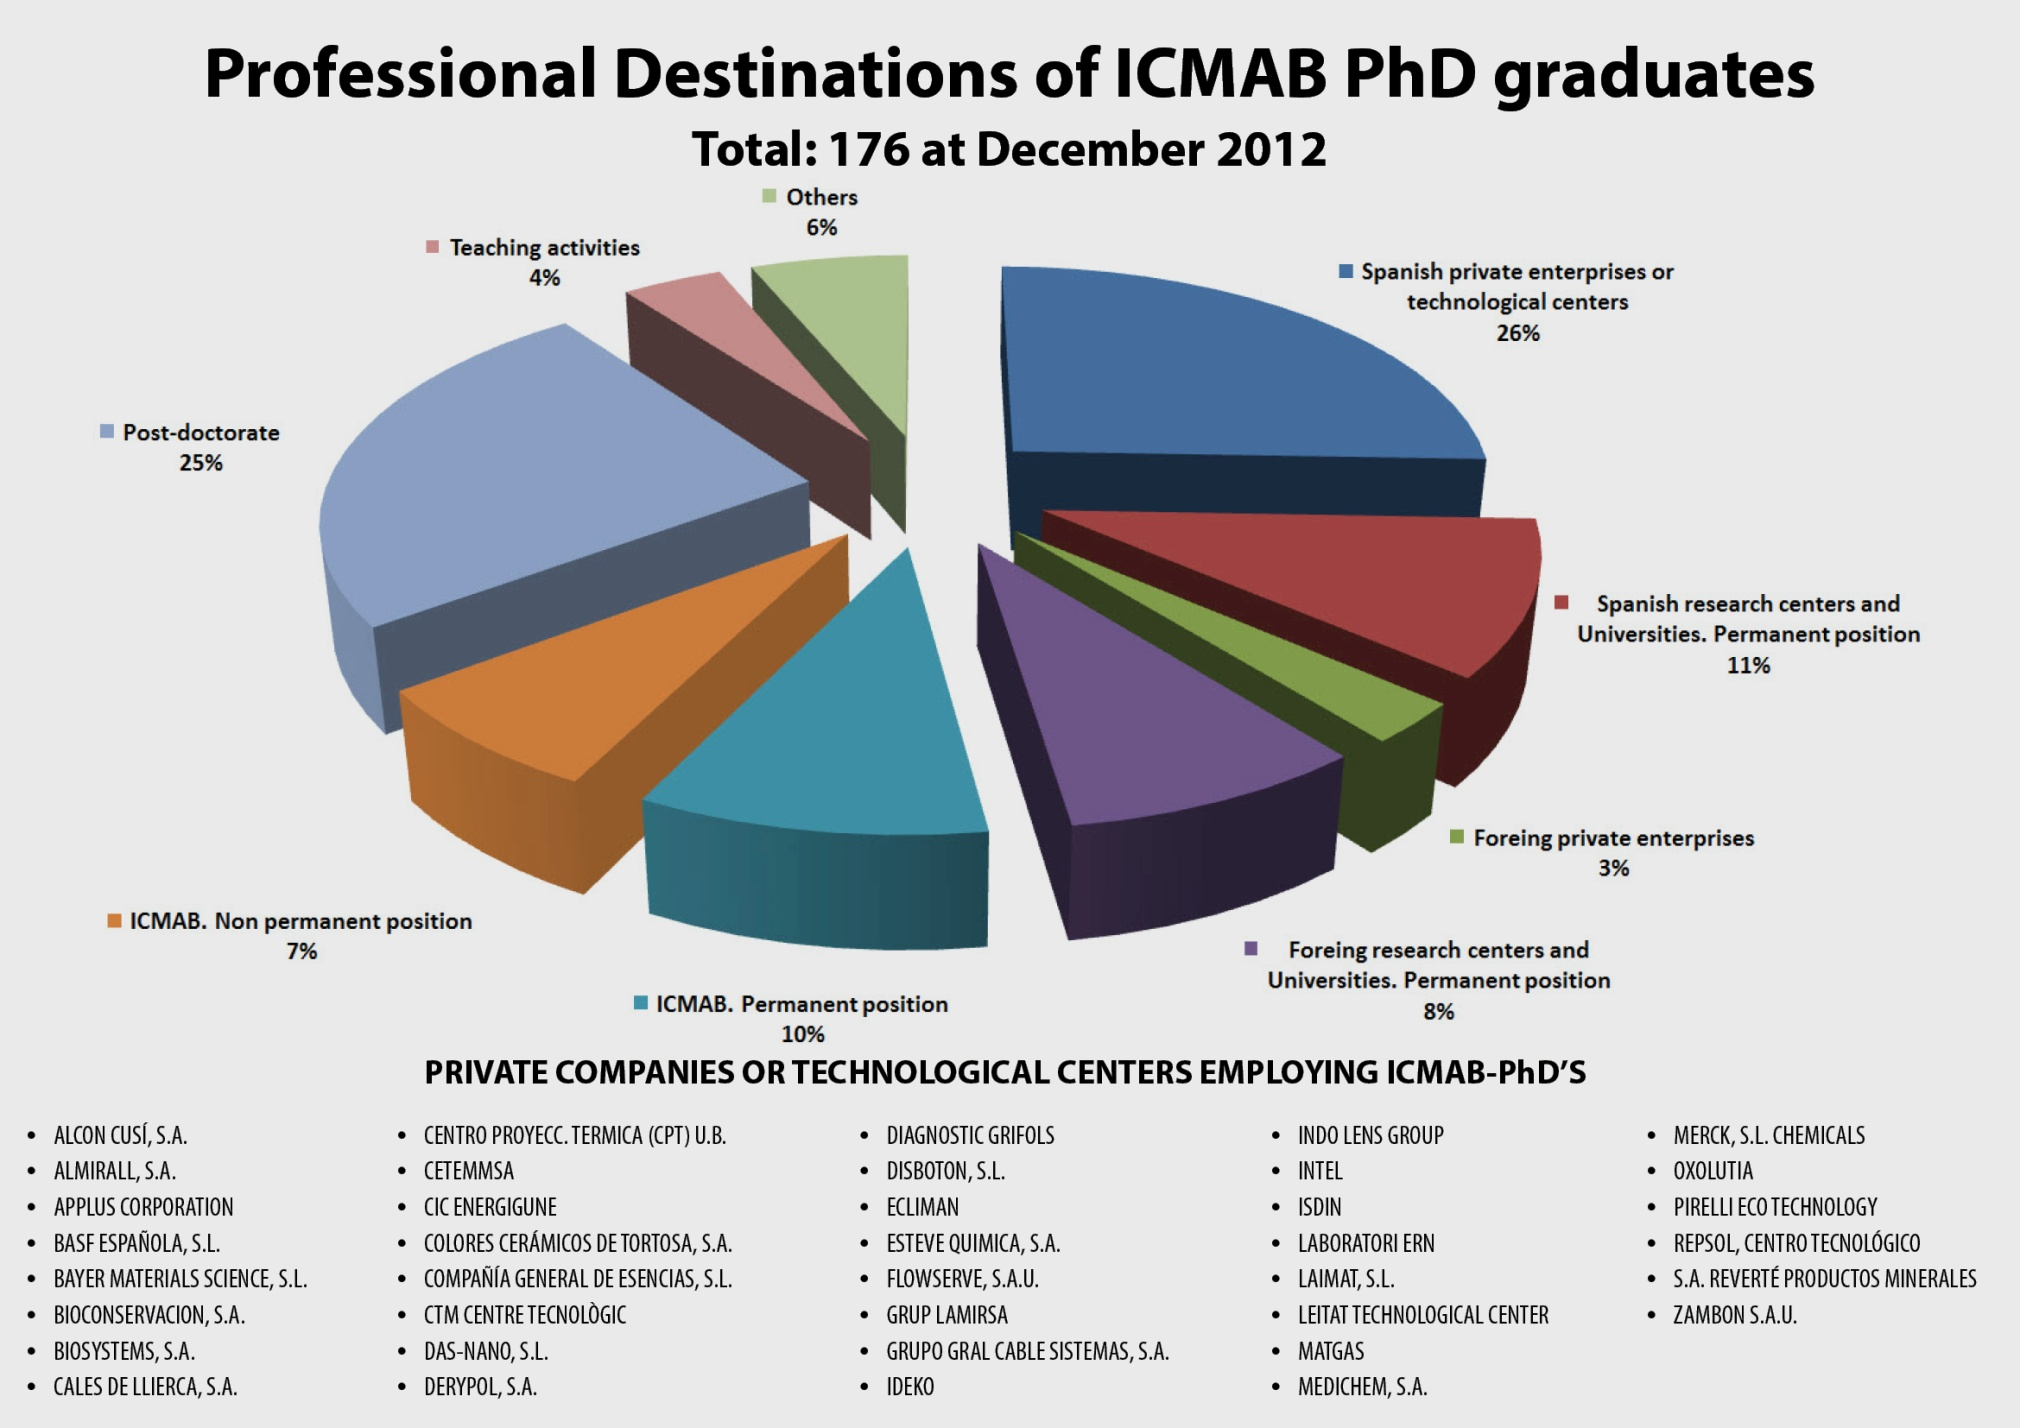 Professional Destinations of ICMAB PhD graduates
Total: 176 at December 2012
Others
6%
Teaching activities
4%
Spanish private enterprises or
technological centers
26%
Post-doctorate
25%
Spanish research centers and
Universities. Permanent position
11%
Foreing private enterprises
3%
ICMAB. Non permanent position
7%
Foreing research centers and
Universities. Permanent position
8%
ICMAB. Permanent position
10%
PRIVATE COMPANIES OR TECHNOLOGICAL CENTERS EMPLOYING ICMAB-PhD'S
• ALCON CUSÍ, S.A.
• ALMIRALL, S.A.
• APPLUS CORPORATION
• BASF ESPAÑOLA, S.L.
• BAYER MATERIALS SCIENCE, S.L.
• BIOCONSERVACION, S.A.
• BIOSYSTEMS, S.A.
• CALES DE LLIERCA, S.A.
• CENTRO PROYECC. TERMICA (CPT) U.B.
• CETEMMSA
• CIC ENERGIGUNE
• COLORES CERÁMICOS DE TORTOSA, S.A.
• COMPAÑÍA GENERAL DE ESENCIAS, S.L.
• CTM CENTRE TECNOLÒGIC
• DAS-NANO, S.L.
• DERYPOL, S.A.
• DIAGNOSTIC GRIFOLS
• DISBOTON, S.L.
• ECLIMAN
• ESTEVE QUIMICA, S.A.
• FLOWSERVE, S.A.U.
• GRUP LAMIRSA
• GRUPO GRAL CABLE SISTEMAS, S.A.
• IDEKO
• INDO LENS GROUP
• INTEL
• ISDIN
• LABORATORI ERN
• LAIMAT, S.L.
• LEITAT TECHNOLOGICAL CENTER
• MATGAS
• MEDICHEM, S.A.
• MERCK, S.L. CHEMICALS
• OXOLUTIA
• PIRELLI ECO TECHNOLOGY
• REPSOL, CENTRO TECNOLÓGICO
• S.A. REVERTÉ PRODUCTOS MINERALES
• ZAMBON S.A.U.